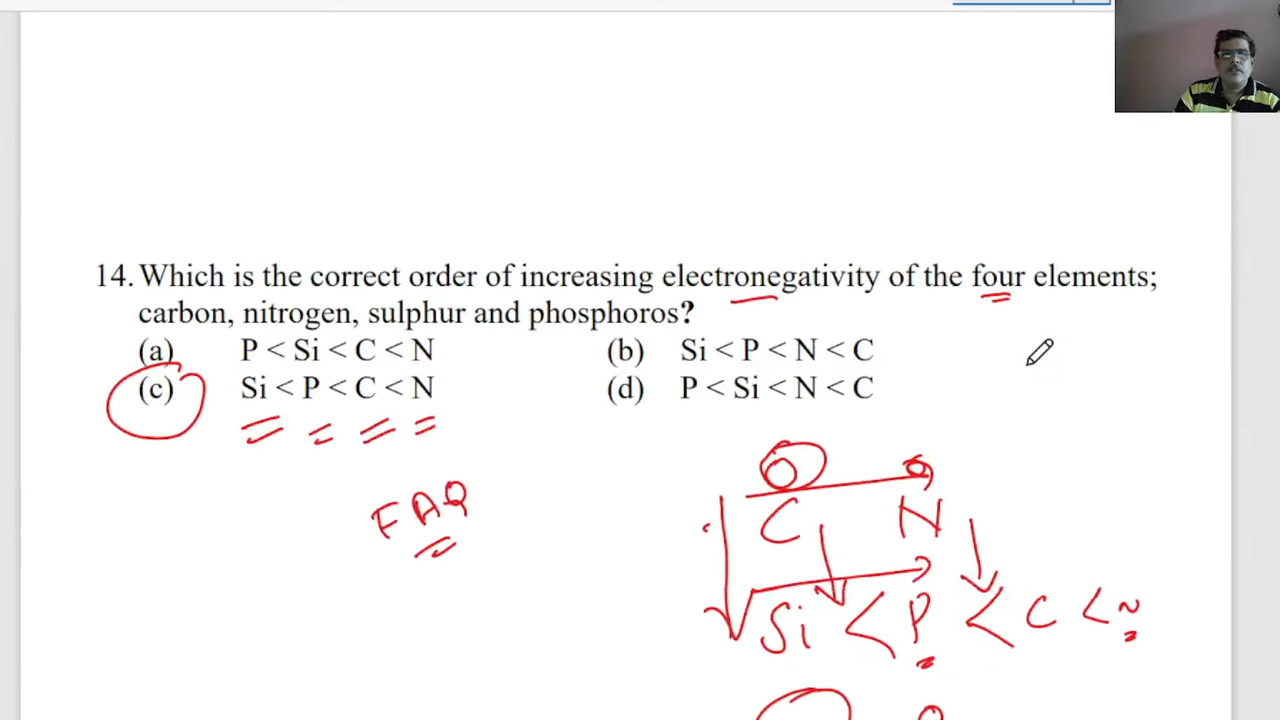 14. Which is the correct order of increasing electronegativity of the four elements;
carbon, nitrogen, sulphur and phosphoros?
(a) P < Si < C < N (b) Si < P < N < C
(c) Si < P < C < N (d) P < Si < N < C
FAQ
C N
Si < P < C < N